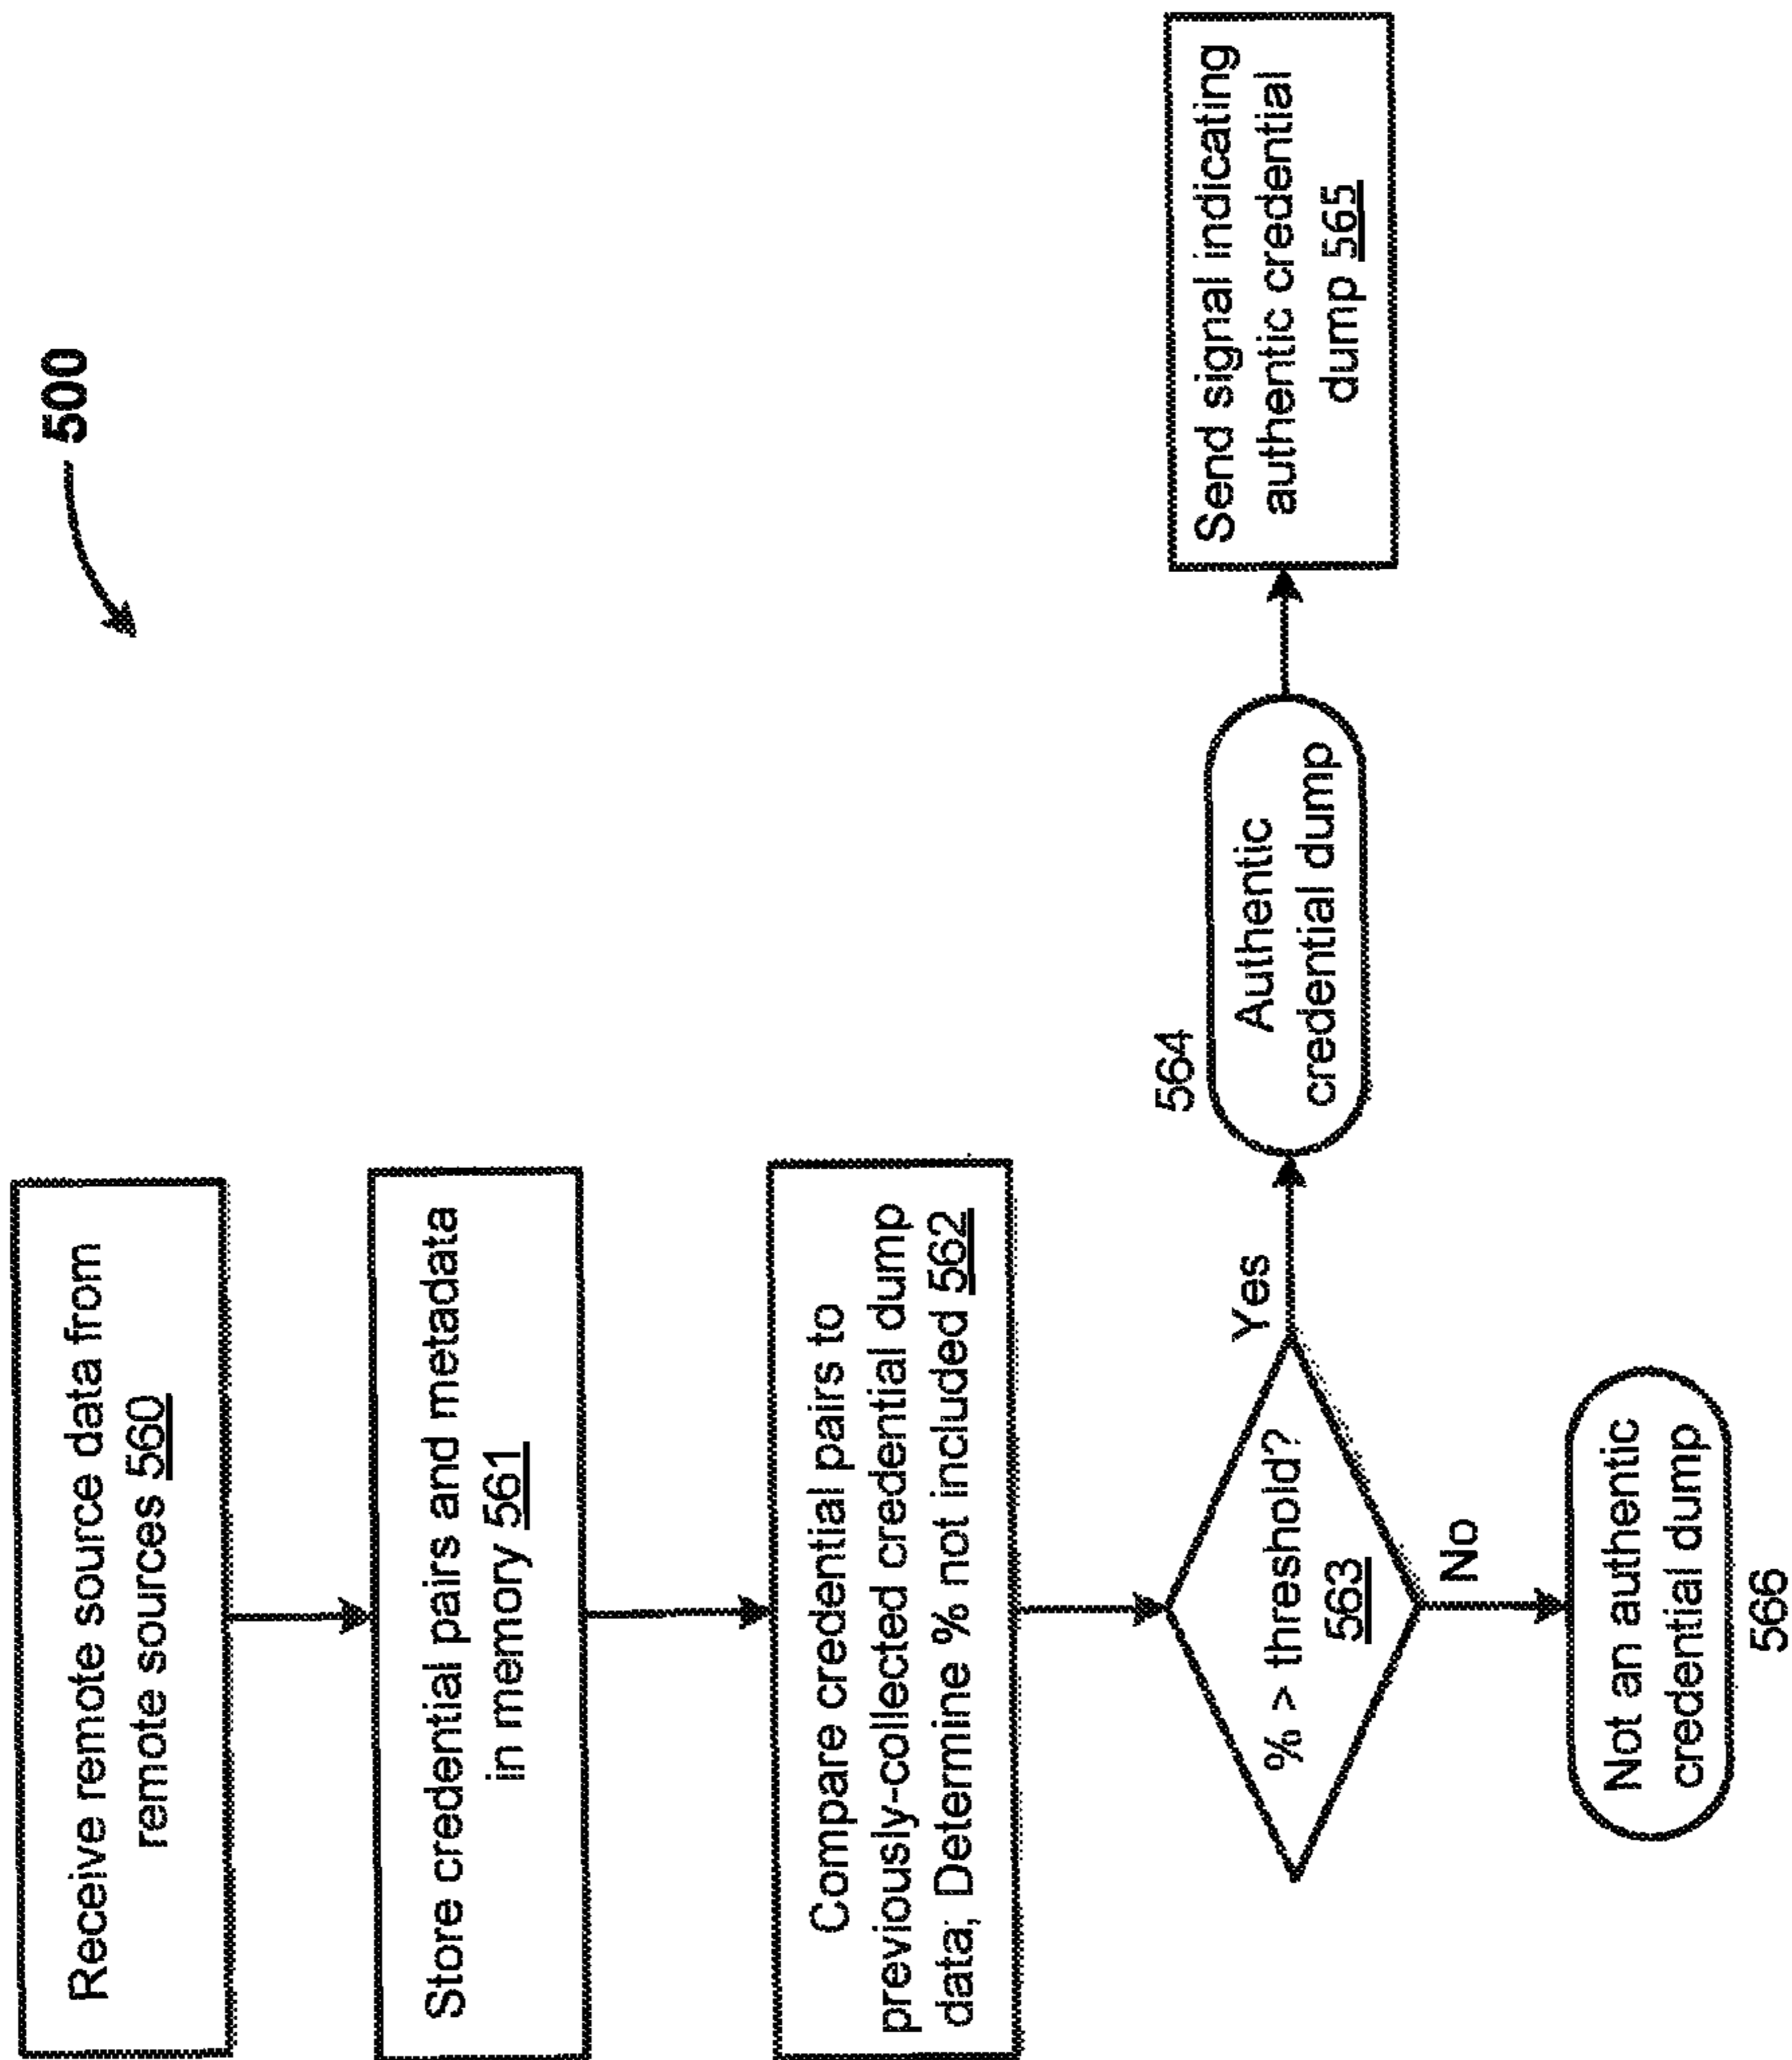 500
Receive remote source data from
remote sources 560
Store credential pairs and metadata
in memory 561
Compare credential pairs to
previously-collected credential dump
data; Determine % not included 562
% > threshold?
563
Yes
564
Authentic
credential dump
Send signal indicating
authentic credential
dump 565
No
Not an authentic
credential dump
566